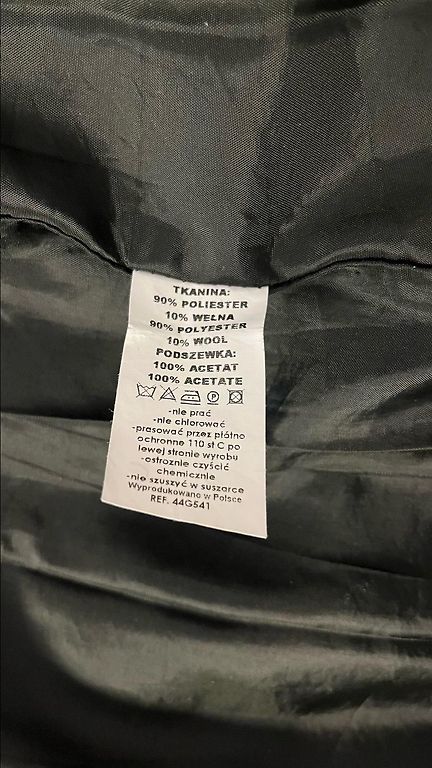 TKANINA:
90% POLIESTER
10% WEŁNA
90% POLYESTER
10% WOOL
PODSZEWKA:
100% ACETAT
100% ACETATE
P
-nie prać
-nie chlorować
-prasować przez płótno
ochronne 110 st C po
lewej stronie wyrobu
-ostrożnie czyścić
chemicznie
-nie szuszyć w suszarce
Wyprodukowano w Polsce
REF. 44G541